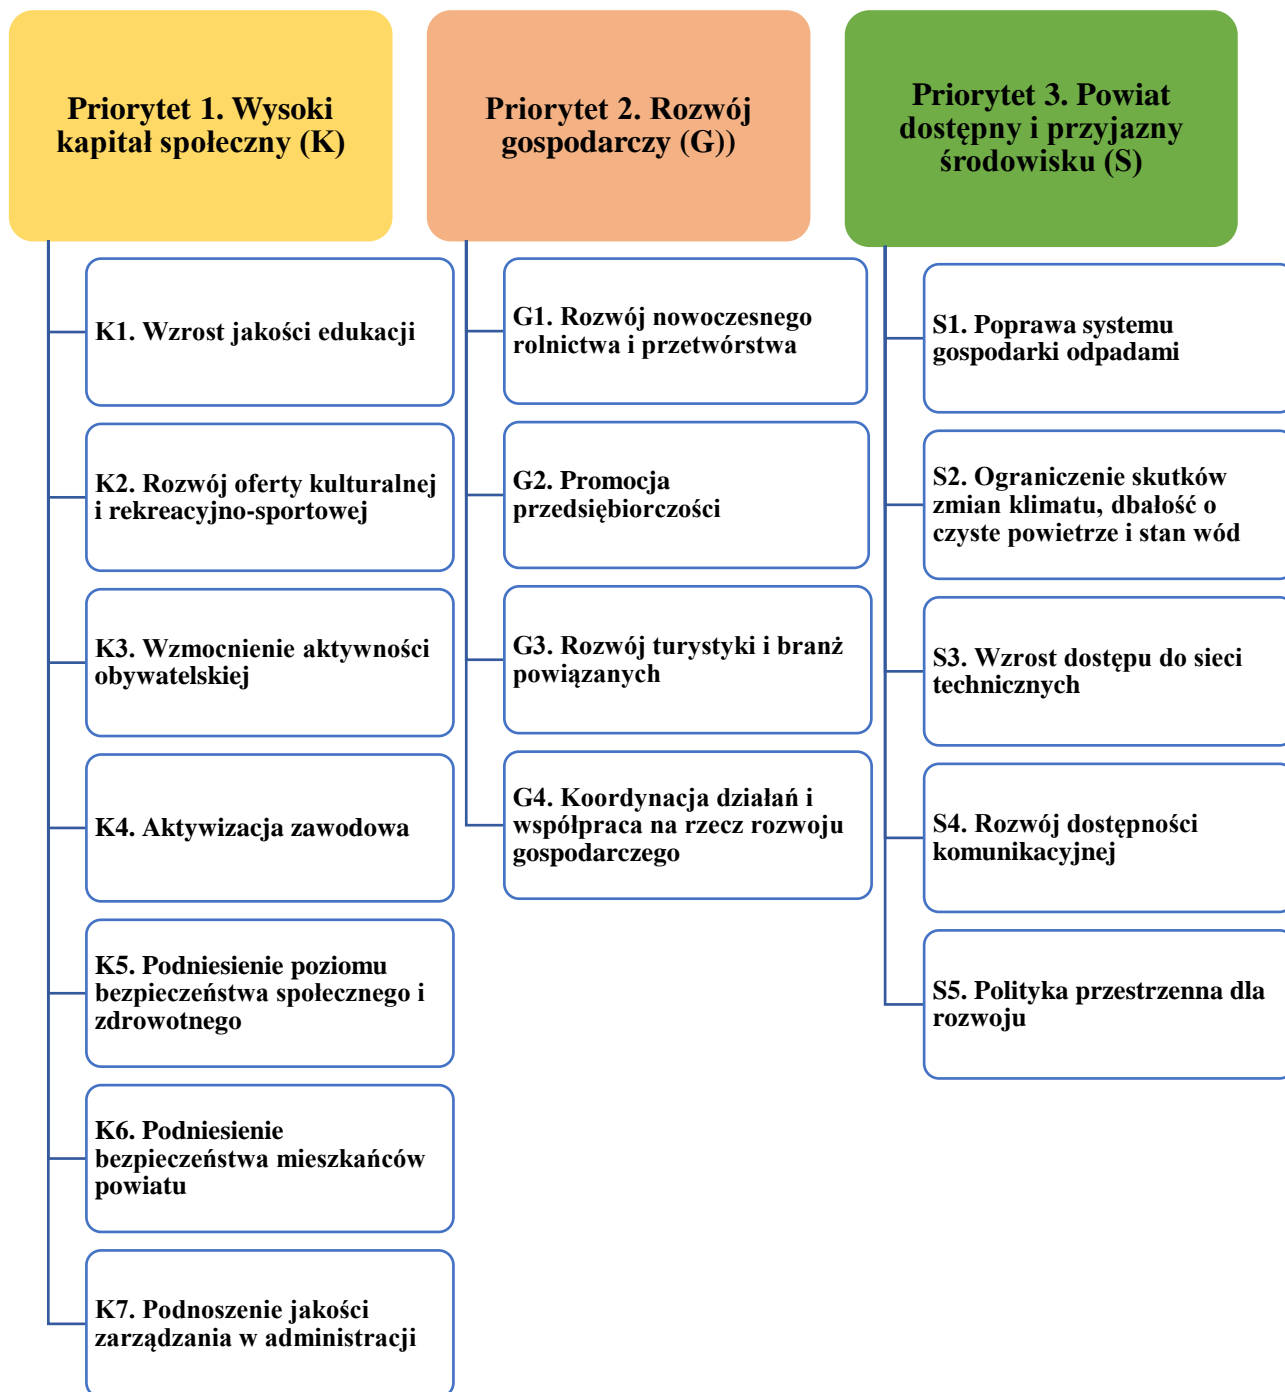 Priorytet 1. Wysoki
kapitał społeczny (K)
K1. Wzrost jakości edukacji
K2. Rozwój oferty kulturalnej
i rekreacyjno-sportowej
K3. Wzmocnienie aktywności
obywatelskiej
K4. Aktywizacja zawodowa
K5. Podniesienie poziomu
bezpieczeństwa społecznego i
zdrowotnego
K6. Podniesienie
bezpieczeństwa mieszkańców
powiatu
K7. Podnoszenie jakości
zarządzania w administracji
Priorytet 2. Rozwój
gospodarczy (G))
G1. Rozwój nowoczesnego
rolnictwa i przetwórstwa
G2. Promocja
przedsiębiorczości
G3. Rozwój turystyki i branż
powiązanych
G4. Koordynacja działań i
współpraca na rzecz rozwoju
gospodarczego
Priorytet 3. Powiat
dostępny i przyjazny
środowisku (S)
S1. Poprawa systemu
gospodarki odpadami
S2. Ograniczenie skutków
zmian klimatu, dbałość o
czyste powietrze i stan wód
S3. Wzrost dostępu do sieci
technicznych
S4. Rozwój dostępności
komunikacyjnej
S5. Polityka przestrzenna dla
rozwoju